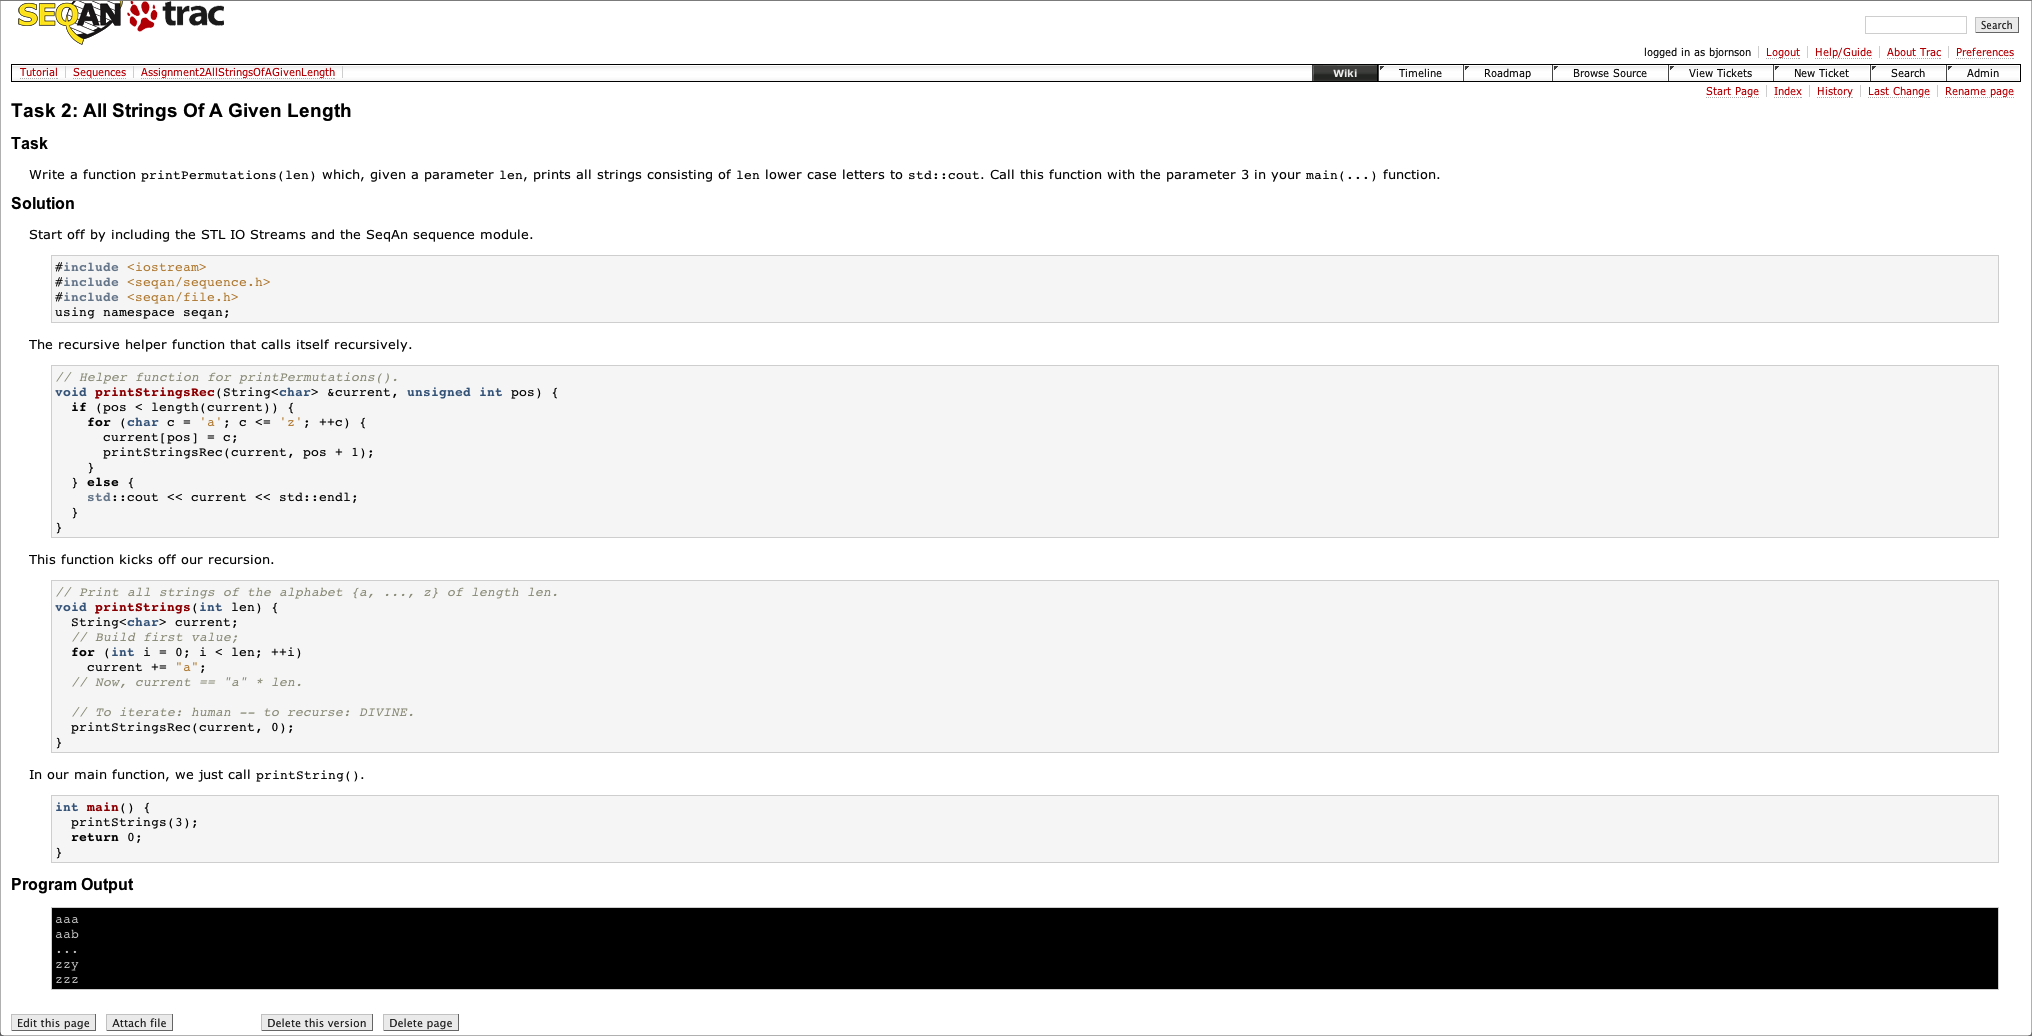 SEQAN trac
Search
logged in as bjornson Logout Help/Guide About Trac Preferences
Tutorial Sequences Assignment2AllStringsOfAGivenLength Wiki Timeline Roadmap Browse Source View Tickets New Ticket Search Admin
Start Page Index History Last Change Rename page
Task 2: All Strings Of A Given Length
Task
Write a function printPermutations(len) which, given a parameter len, prints all strings consisting of len lower case letters to std::cout. Call this function with the parameter 3 in your main(...) function.
Solution
Start off by including the STL IO Streams and the SeqAn sequence module.
#include <iostream>
#include <seqan/sequence.h>
#include <seqan/file.h>
using namespace seqan;
The recursive helper function that calls itself recursively.
// Helper function for printPermutations().
void printStringsRec(String<char> &current, unsigned int pos) {
  if (pos < length(current)) {
    for (char c = 'a'; c <= 'z'; ++c) {
      current[pos] = c;
      printStringsRec(current, pos + 1);
    }
  } else {
    std::cout << current << std::endl;
  }
}
This function kicks off our recursion.
// Print all strings of the alphabet {a, ..., z} of length len.
void printStrings(int len) {
  String<char> current;
  // Build first value;
  for (int i = 0; i < len; ++i)
    current += "a";
  // Now, current == "a" * len.
  // To iterate: human -- to recurse: DIVINE.
  printStringsRec(current, 0);
}
In our main function, we just call printString().
int main() {
  printStrings(3);
  return 0;
}
Program Output
aaa
aab
...
zzy
zzz
Edit this page Attach file Delete this version Delete page